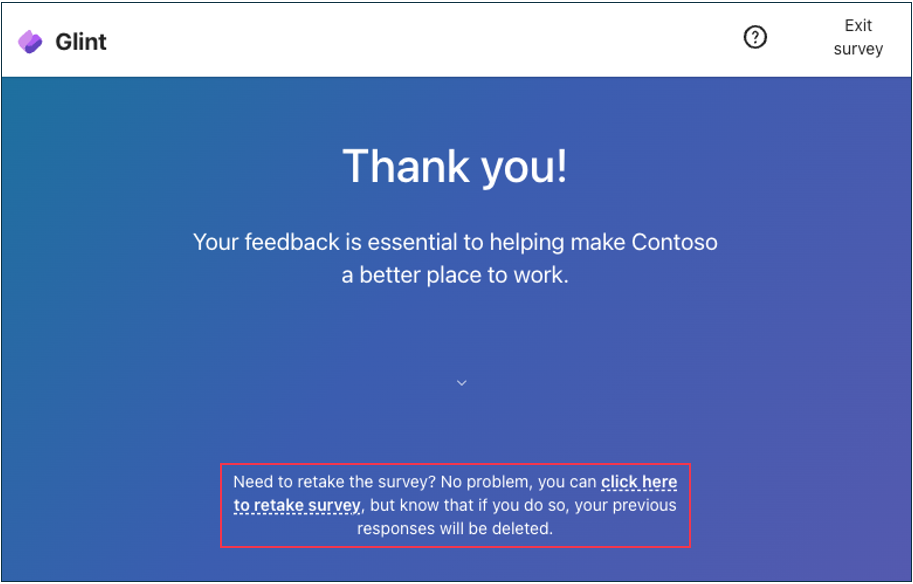 Glint
Exit
survey
Thank you!
Your feedback is essential to helping make Contoso
a better place to work.
Need to retake the survey? No problem, you can click here
to retake survey, but know that if you do so, your previous
responses will be deleted.